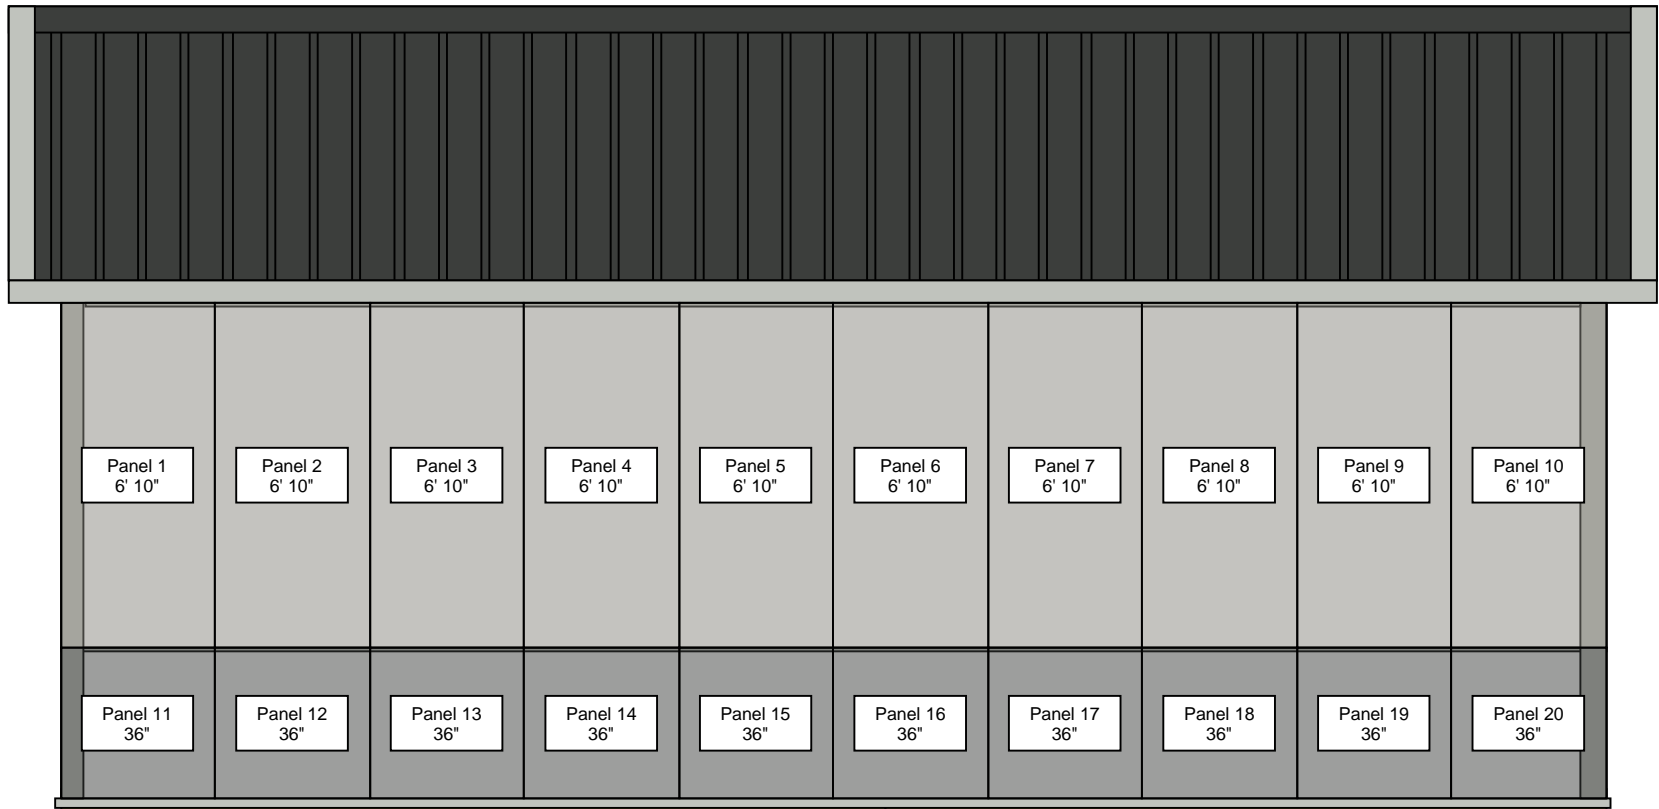 Panel 1
6' 10"
Panel 2
6' 10"
Panel 3
6' 10"
Panel 4
6' 10"
Panel 5
6' 10"
Panel 6
6' 10"
Panel 7
6' 10"
Panel 8
6' 10"
Panel 9
6' 10"
Panel 10
6' 10"
Panel 11
36"
Panel 12
36"
Panel 13
36"
Panel 14
36"
Panel 15
36"
Panel 16
36"
Panel 17
36"
Panel 18
36"
Panel 19
36"
Panel 20
36"